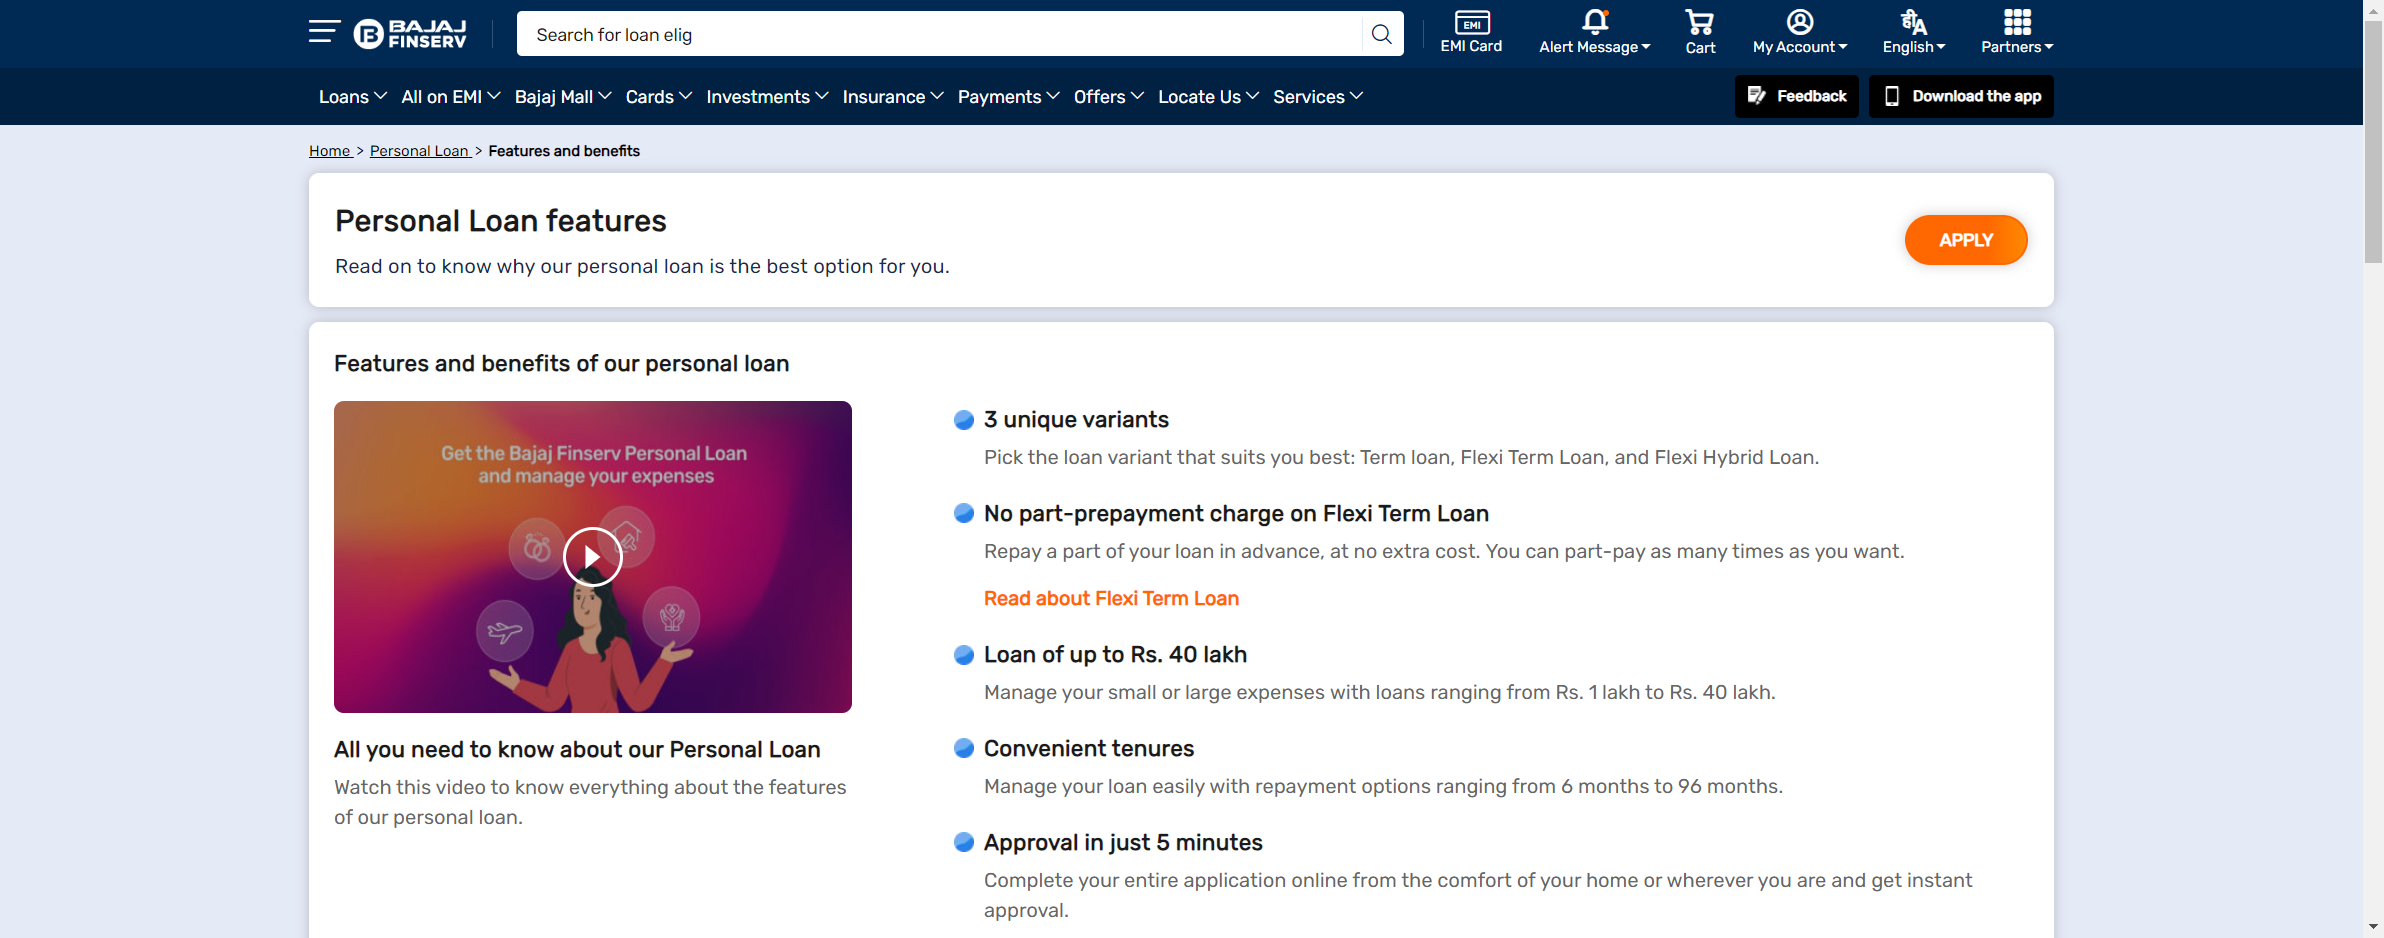 BAJAJ
FINSERV
Search for loan elig
EMI
EMI Card
Alert Message
Cart
My Account
ही A
English
Partners
Loans
All on EMI
Bajaj Mall
Cards
Investments
Insurance
Payments
Offers
Locate Us
Services
Feedback
Download the app
Home > Personal Loan > Features and benefits
Personal Loan features
Read on to know why our personal loan is the best option for you.
APPLY
Features and benefits of our personal loan
Get the Bajaj Finserv Personal Loan
and manage your expenses
All you need to know about our Personal Loan
Watch this video to know everything about the features
of our personal loan.
3 unique variants
Pick the loan variant that suits you best: Term loan, Flexi Term Loan, and Flexi Hybrid Loan.
No part-prepayment charge on Flexi Term Loan
Repay a part of your loan in advance, at no extra cost. You can part-pay as many times as you want.
Read about Flexi Term Loan
Loan of up to Rs. 40 lakh
Manage your small or large expenses with loans ranging from Rs. 1 lakh to Rs. 40 lakh.
Convenient tenures
Manage your loan easily with repayment options ranging from 6 months to 96 months.
Approval in just 5 minutes
Complete your entire application online from the comfort of your home or wherever you are and get instant
approval.